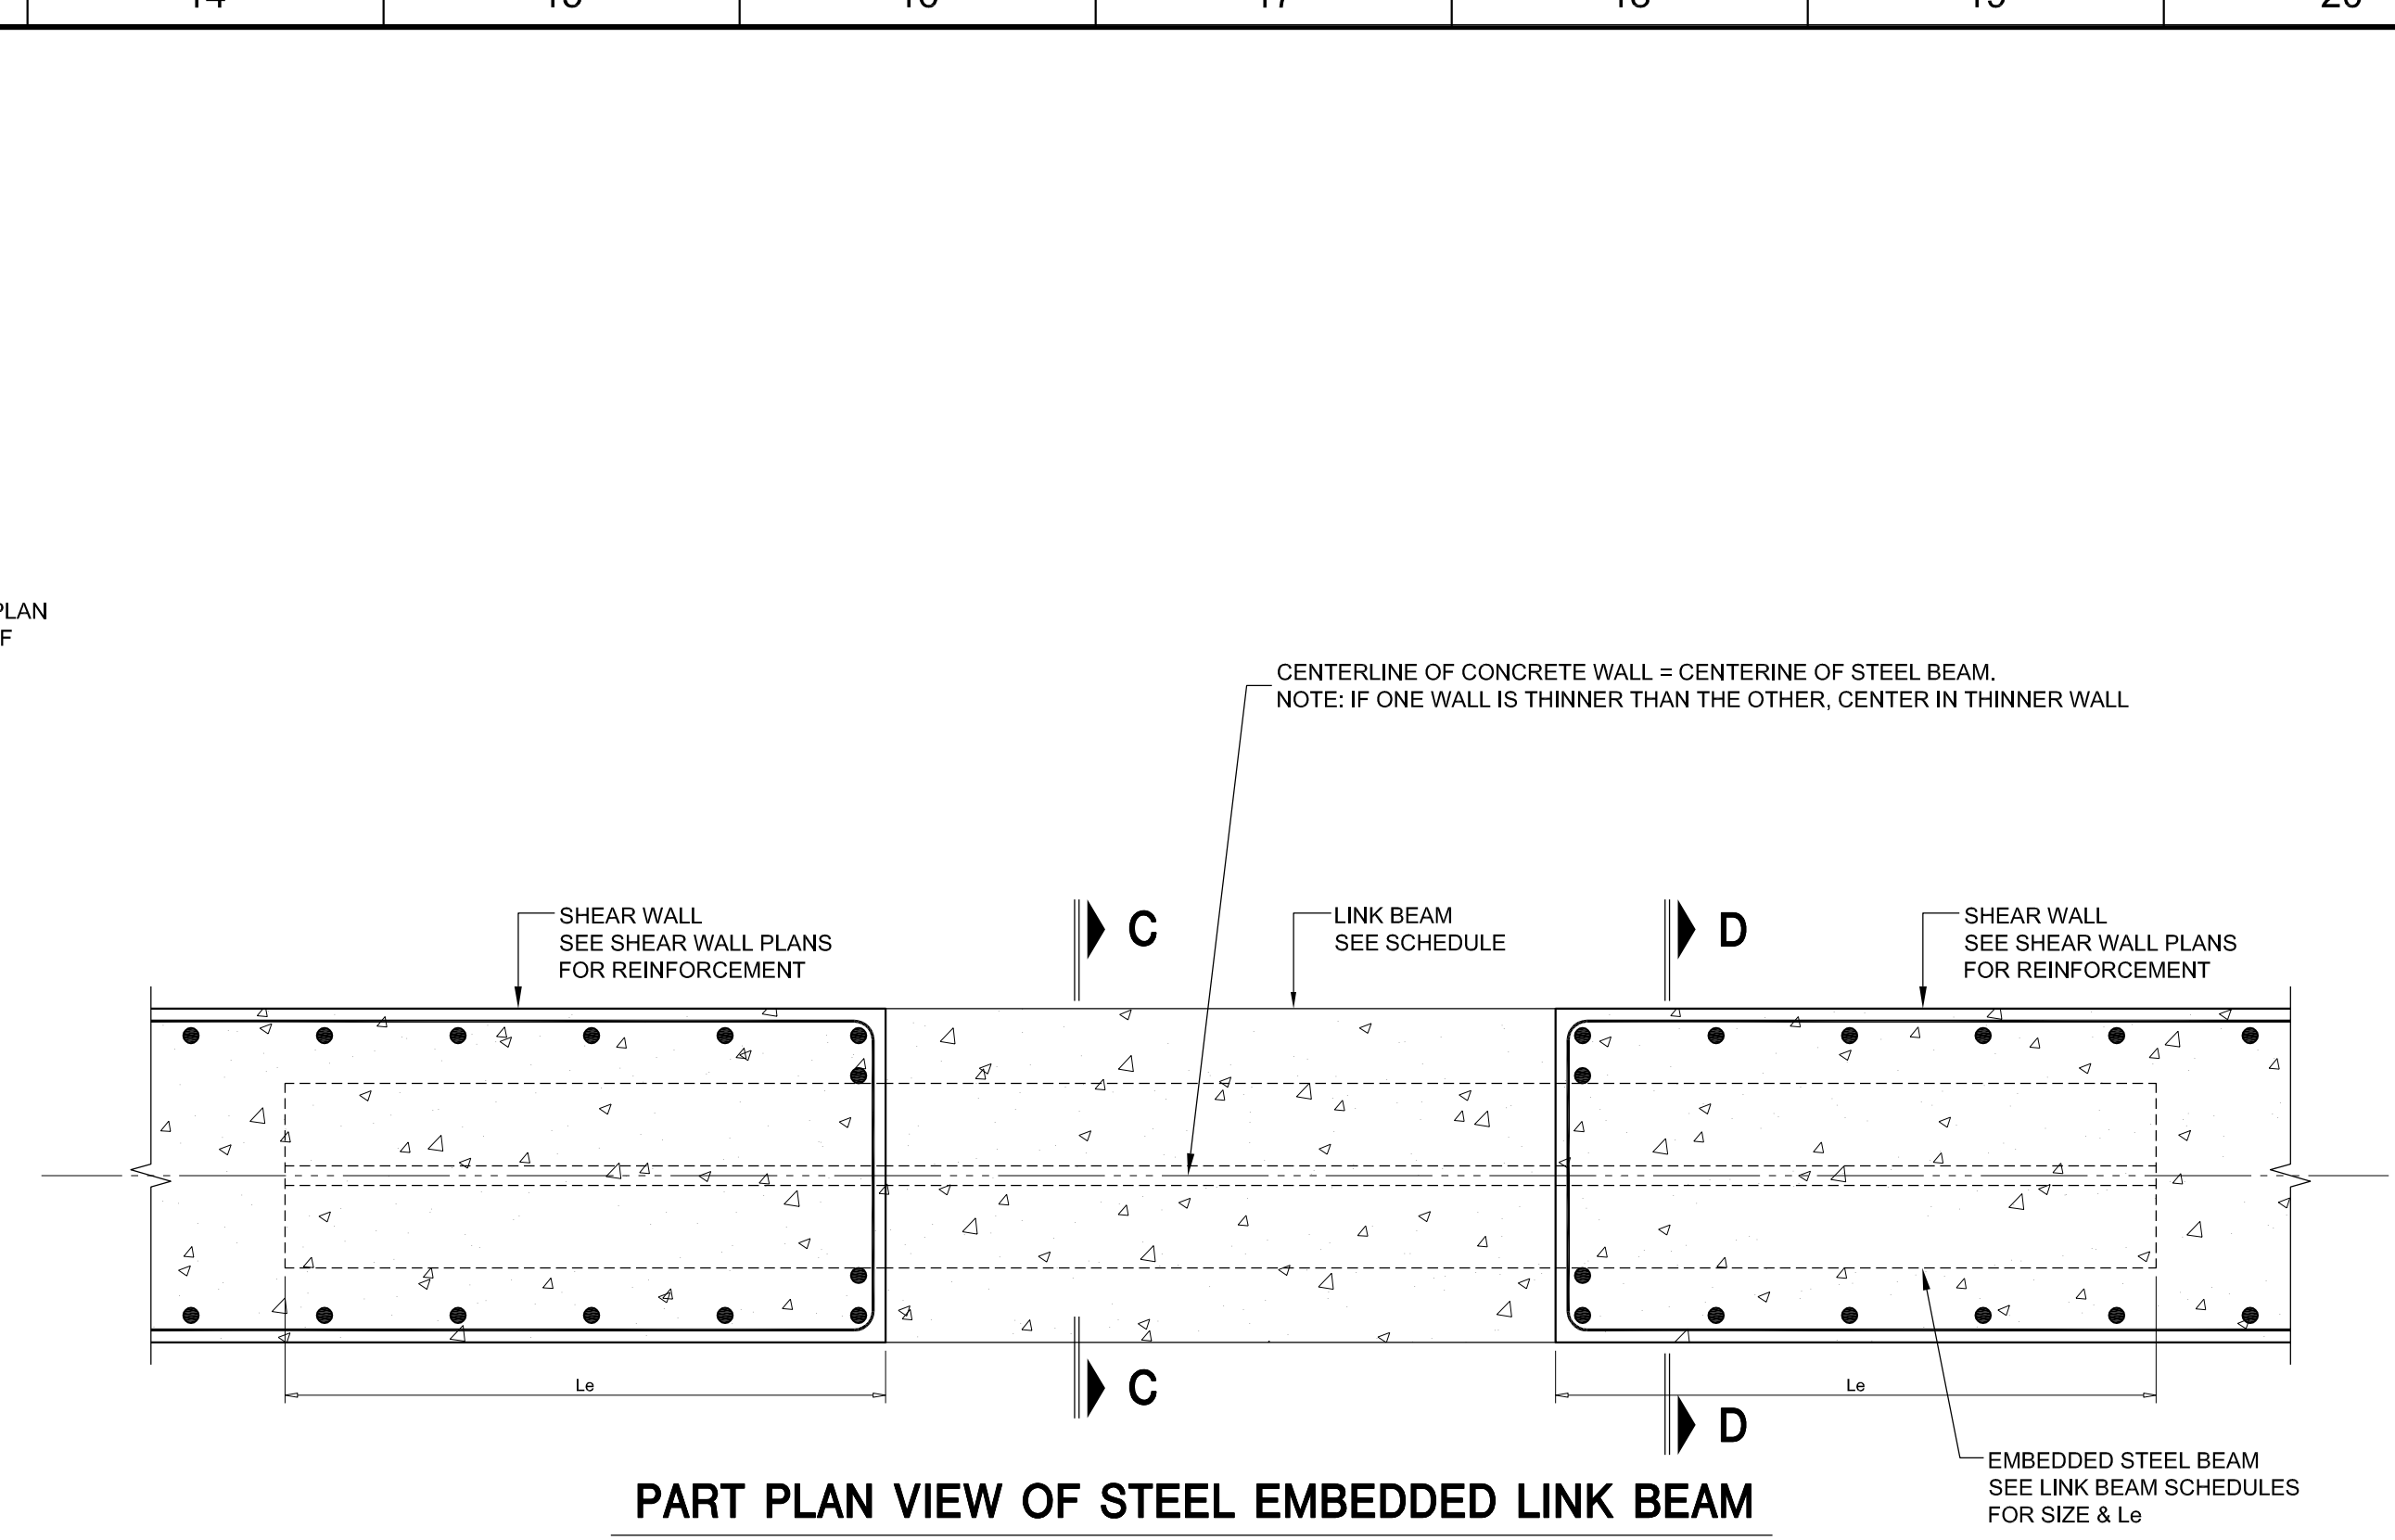 PLAN
F
CENTERLINE OF CONCRETE WALL = CENTERINE OF STEEL BEAM.
NOTE: IF ONE WALL IS THINNER THAN THE OTHER, CENTER IN THINNER WALL
SHEAR WALL
SEE SHEAR WALL PLANS
FOR REINFORCEMENT
C
LINK BEAM
SEE SCHEDULE
D
SHEAR WALL
SEE SHEAR WALL PLANS
FOR REINFORCEMENT
Le
C
Le
D
EMBEDDED STEEL BEAM
SEE LINK BEAM SCHEDULES
FOR SIZE & Le
PART PLAN VIEW OF STEEL EMBEDDED LINK BEAM